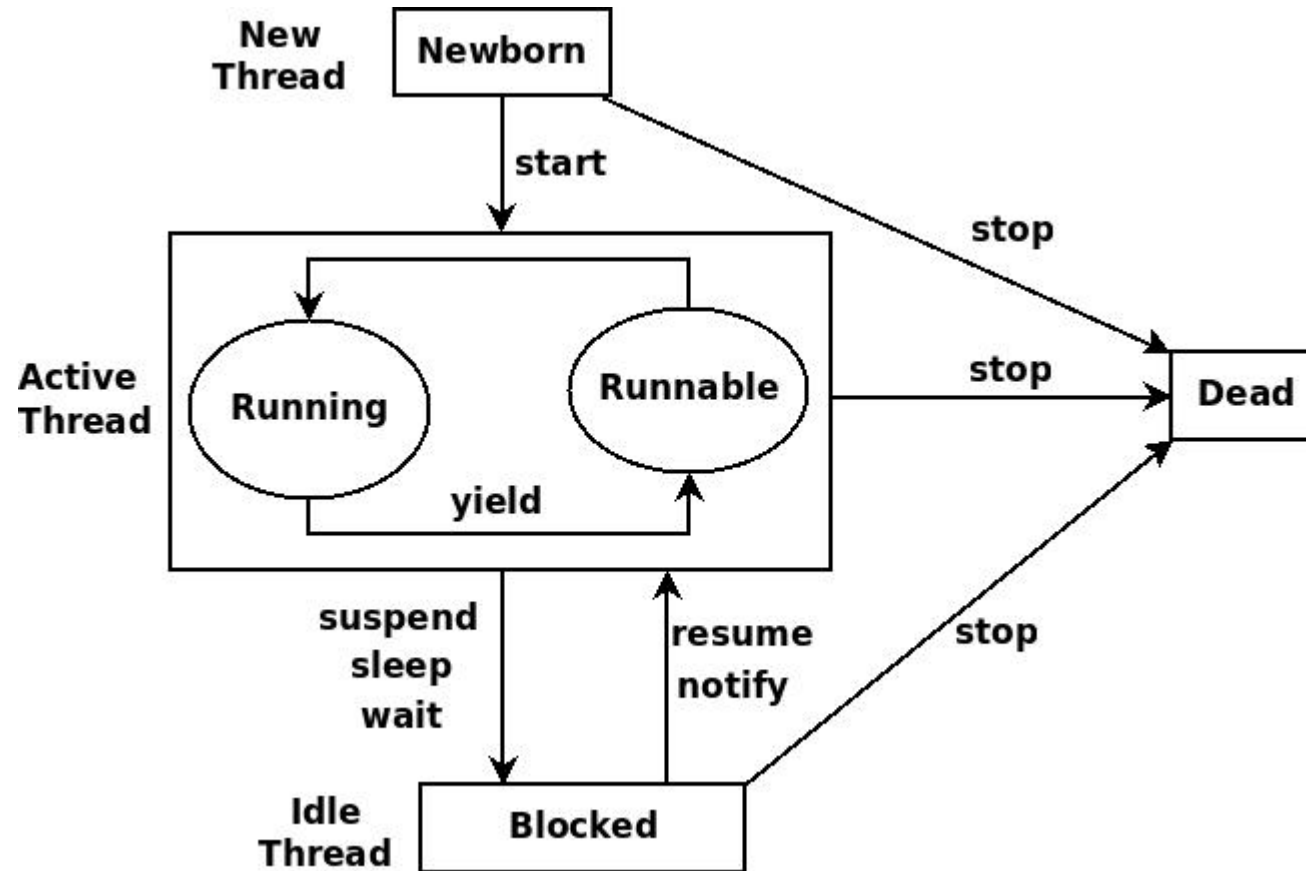 New
Thread
Newborn
start
stop
Active
Thread
Running
Runnable
yield
stop
Dead
suspend
sleep
wait
resume
notify
stop
Idle
Thread
Blocked